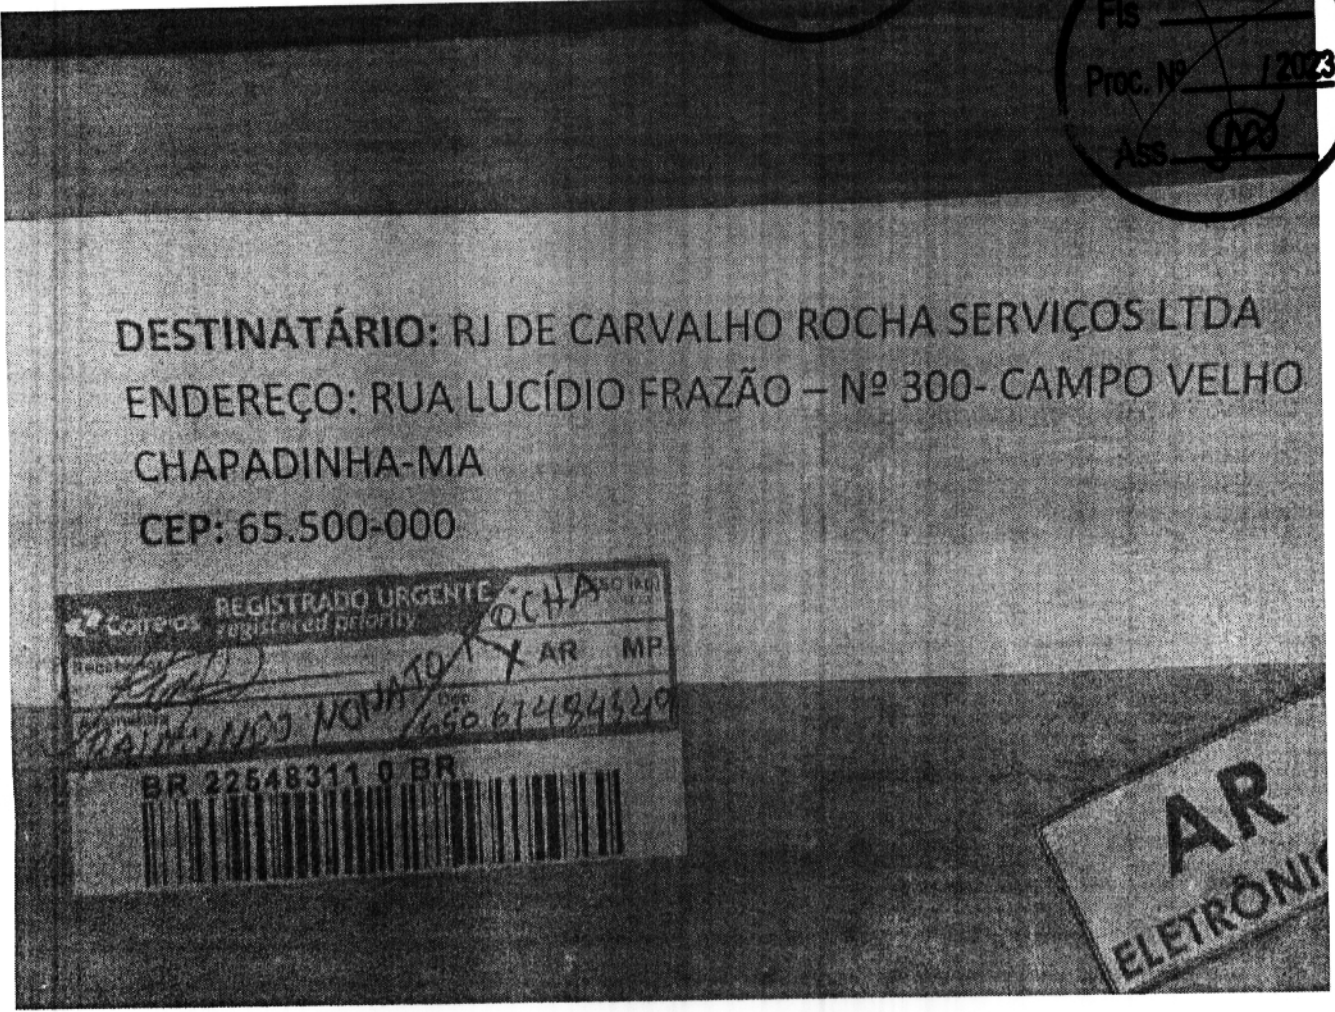 Fls
Proc. Nº / 2023
Ass.
DESTINATÁRIO: RJ DE CARVALHO ROCHA SERVIÇOS LTDA
ENDEREÇO: RUA LUCÍDIO FRAZÃO – Nº 300- CAMPO VELHO
CHAPADINHA-MA
CEP: 65.500-000
Correios REGISTRADO URGENTE
registered priority
ROCHA
X AR MP
RAIMUNDO NONATO
BR 22548311 0 BR
AR
ELETRÔNIC